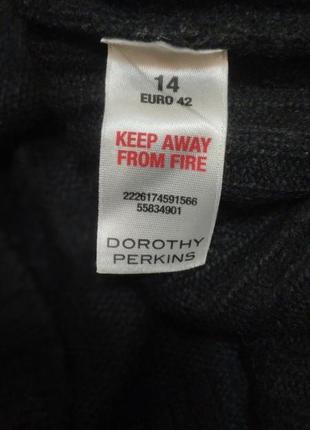 14
EURO 42
KEEP AWAY
FROM FIRE
2226174591566
55834901
DOROTHY
PERKINS